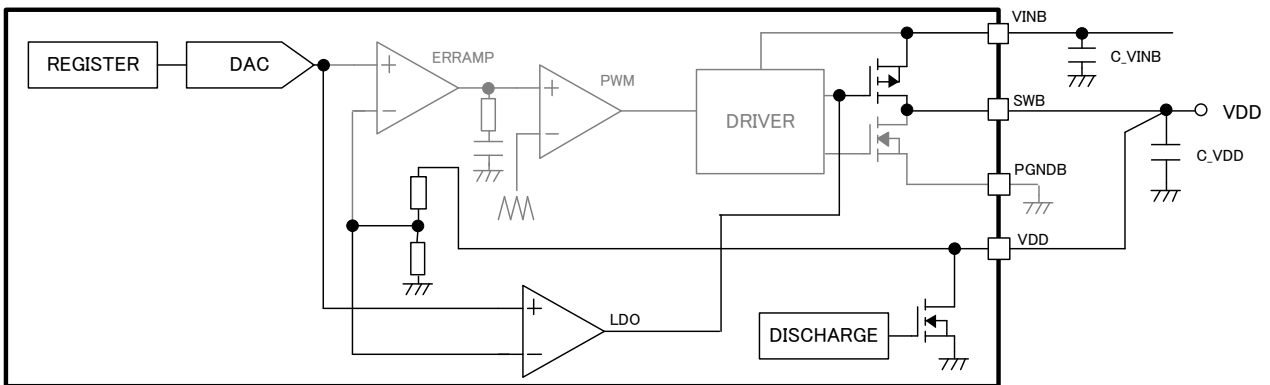 VINB
REGISTER
DAC
ERRAMP
PWM
DRIVER
C_VINB
SWB
VDD
C_VDD
PGNDB
VDD
LDO
DISCHARGE
+
−
+
−
+
−